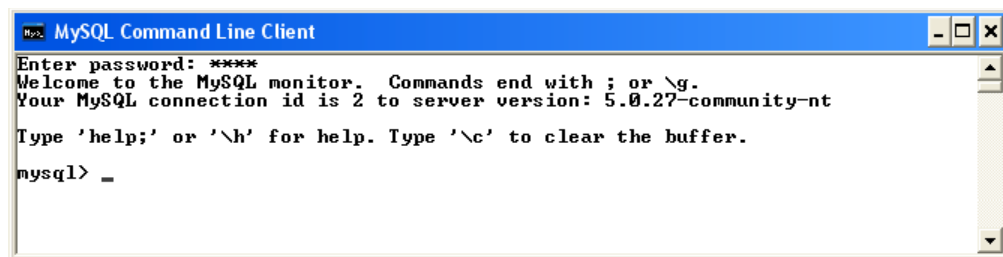 MySQL Command Line Client
Enter password: ****
Welcome to the MySQL monitor.  Commands end with ; or \g.
Your MySQL connection id is 2 to server version: 5.0.27-community-nt
Type 'help;' or '\h' for help. Type '\c' to clear the buffer.
mysql> _